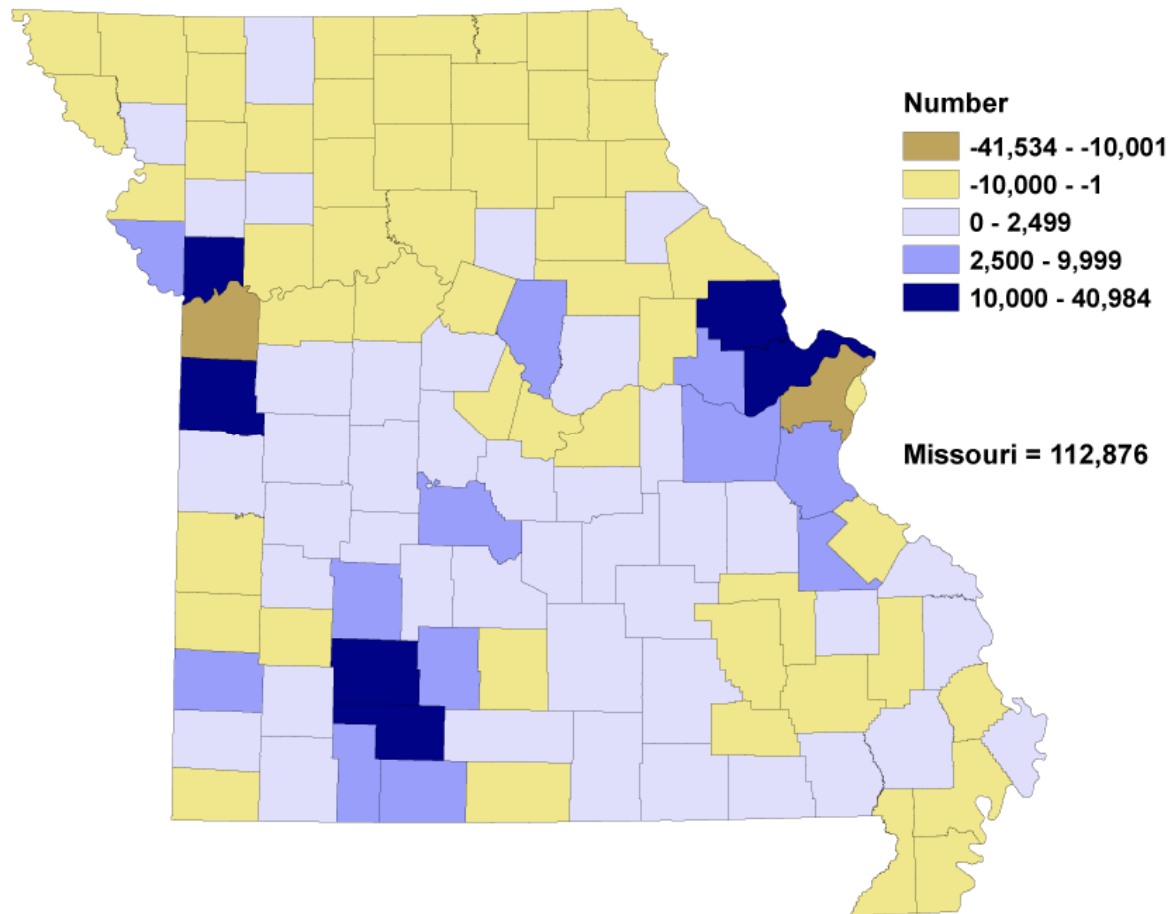 Number
-41,534 - -10,001
-10,000 - -1
0 - 2,499
2,500 - 9,999
10,000 - 40,984
Missouri = 112,876